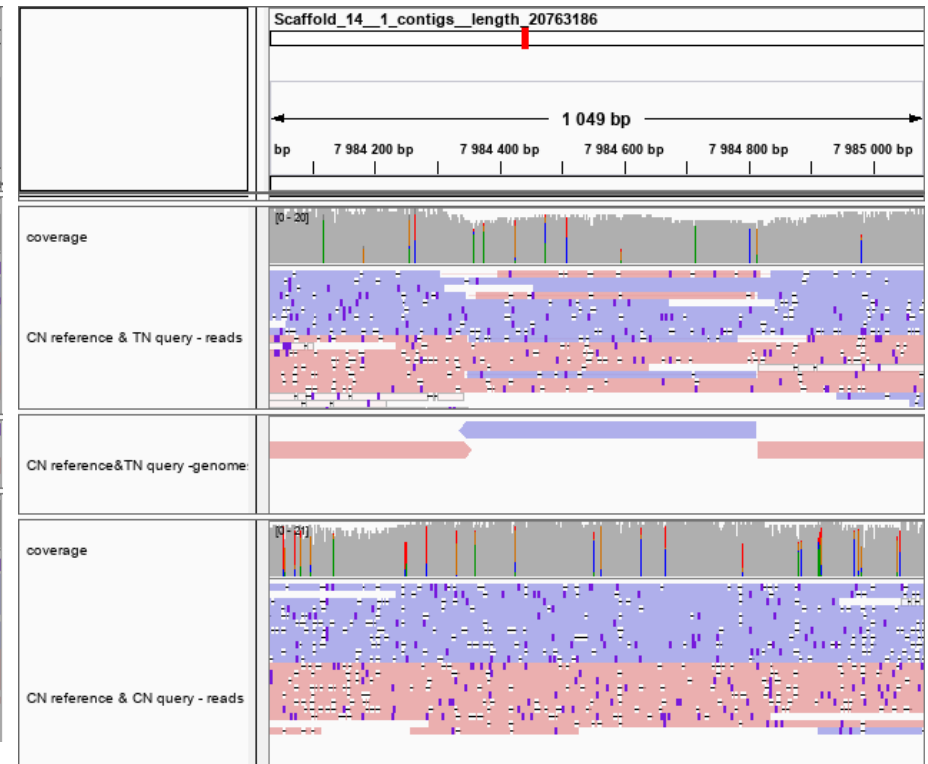 Scaffold_14__1_contigs__length_20763186
1 049 bp
bp 7 984 200 bp 7 984 400 bp 7 984 600 bp 7 984 800 bp 7 985 000 bp
[0 - 20]
coverage
CN reference & TN query - reads
CN reference&TN query -genome:
[0 - 21]
coverage
CN reference & CN query - reads